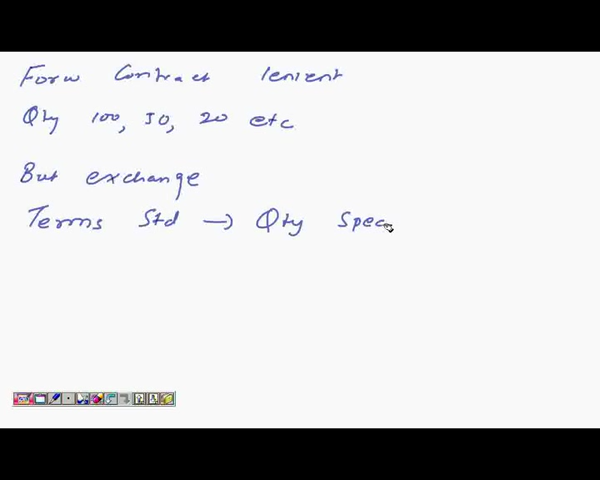 Forw Contract lenient
Qty 100, 50, 20 etc
But exchange
Terms Std → Qty Spec